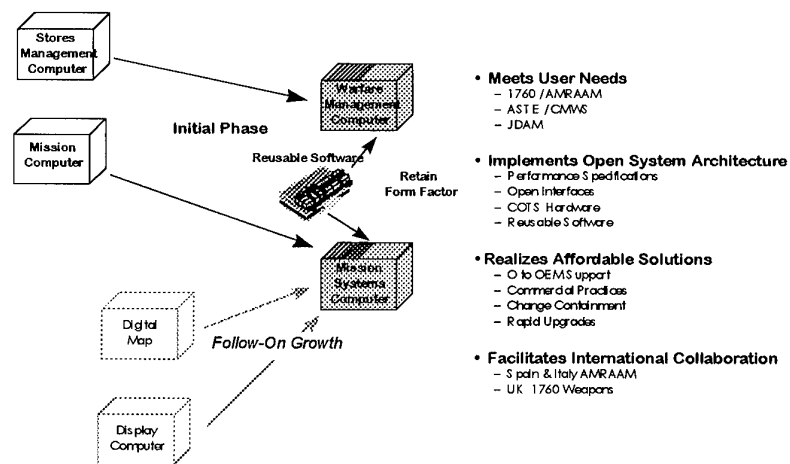 Stores
Management
Computer
Mission
Computer
Initial Phase
Warfare
Management
Computer
Reusable Software
Retain
Form Factor
Mission
Systems
Computer
Digital
Map
Follow-On Growth
Display
Computer
• Meets User Needs
– 1760 /AMRAAM
– ASTE /CMWS
– JDAM
• Implements Open System Architecture
– Performance Specifications
– Open Interfaces
– COTS Hardware
– Reusable Software
• Realizes Affordable Solutions
– O to OEM Support
– Commercial Practices
– Change Containment
– Rapid Upgrades
• Facilitates International Collaboration
– Spain & Italy AMRAAM
– UK 1760 Weapons